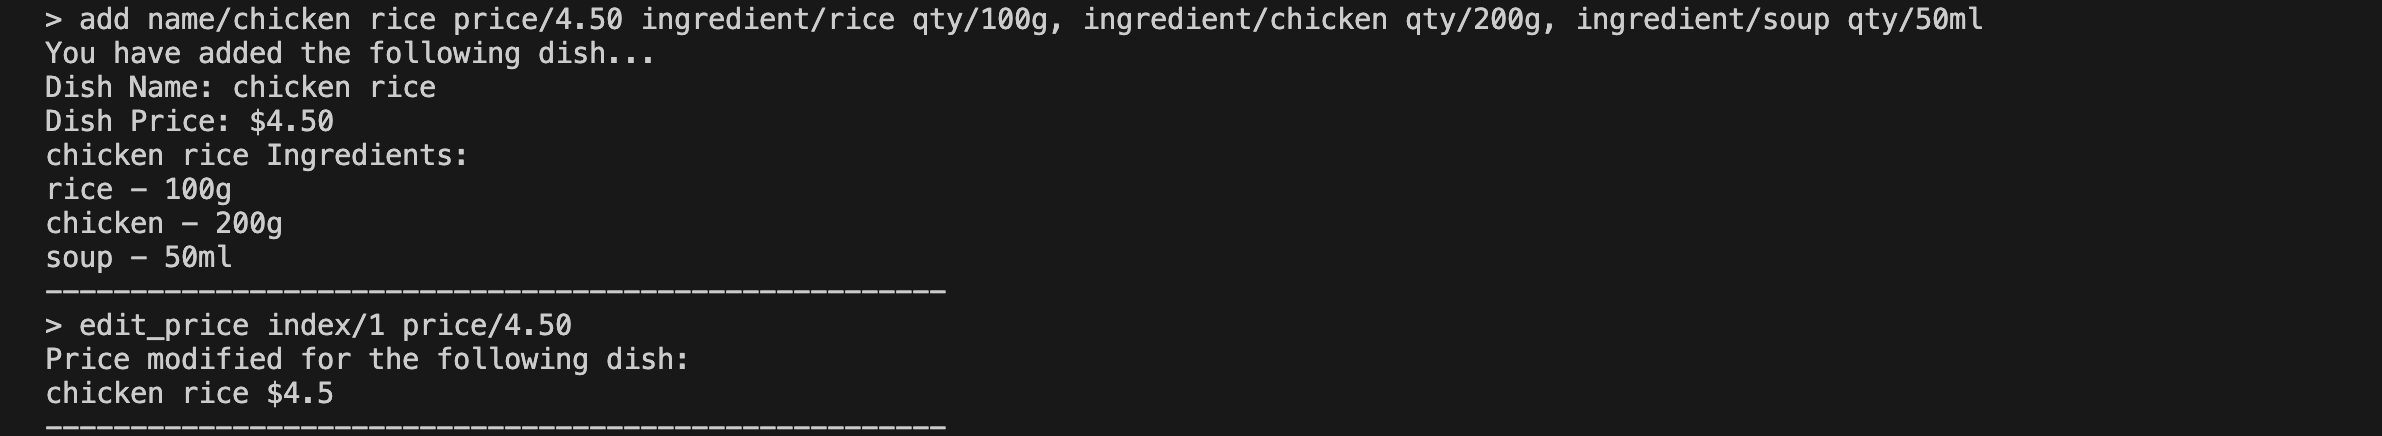 > add name/chicken rice price/4.50 ingredient/rice qty/100g, ingredient/chicken qty/200g, ingredient/soup qty/50ml
You have added the following dish...
Dish Name: chicken rice
Dish Price: $4.50
chicken rice Ingredients:
rice - 100g
chicken - 200g
soup - 50ml
-----------------------------------------------------
> edit_price index/1 price/4.50
Price modified for the following dish:
chicken rice $4.5
-----------------------------------------------------